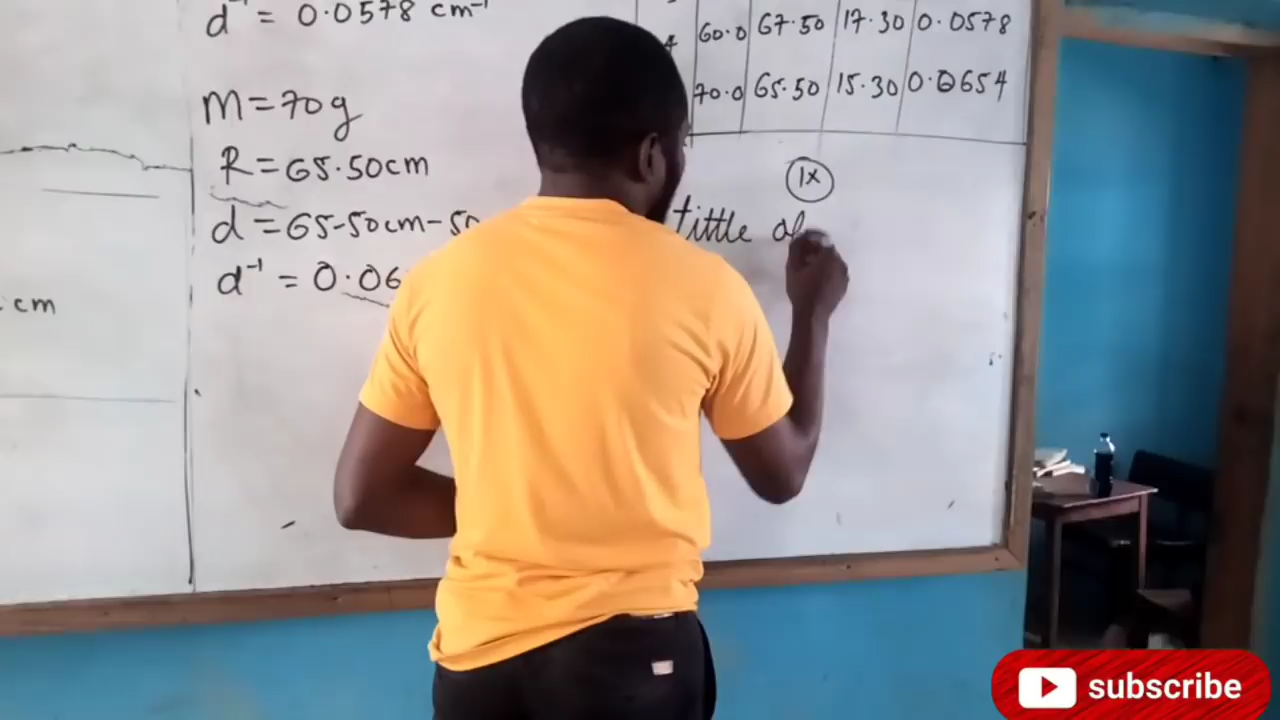 d⁻¹ = 0.0578 cm⁻¹
M=70g
R=65.50cm
d=65-50cm-50
d⁻¹ = 0.06
cm
60.0 67.50 17.30 0.0578
70.0 65.50 15.30 0.0654
1x
tittle of
subscribe